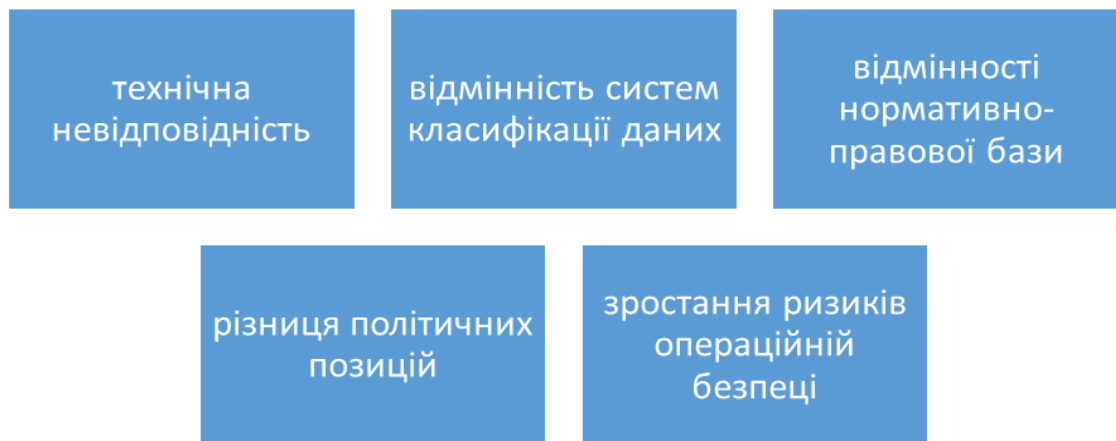 технічна
невідповідність
відмінність систем
класифікації даних
відмінності
нормативно-
правової бази
різниця політичних
позицій
зростання ризиків
операційній
безпеці